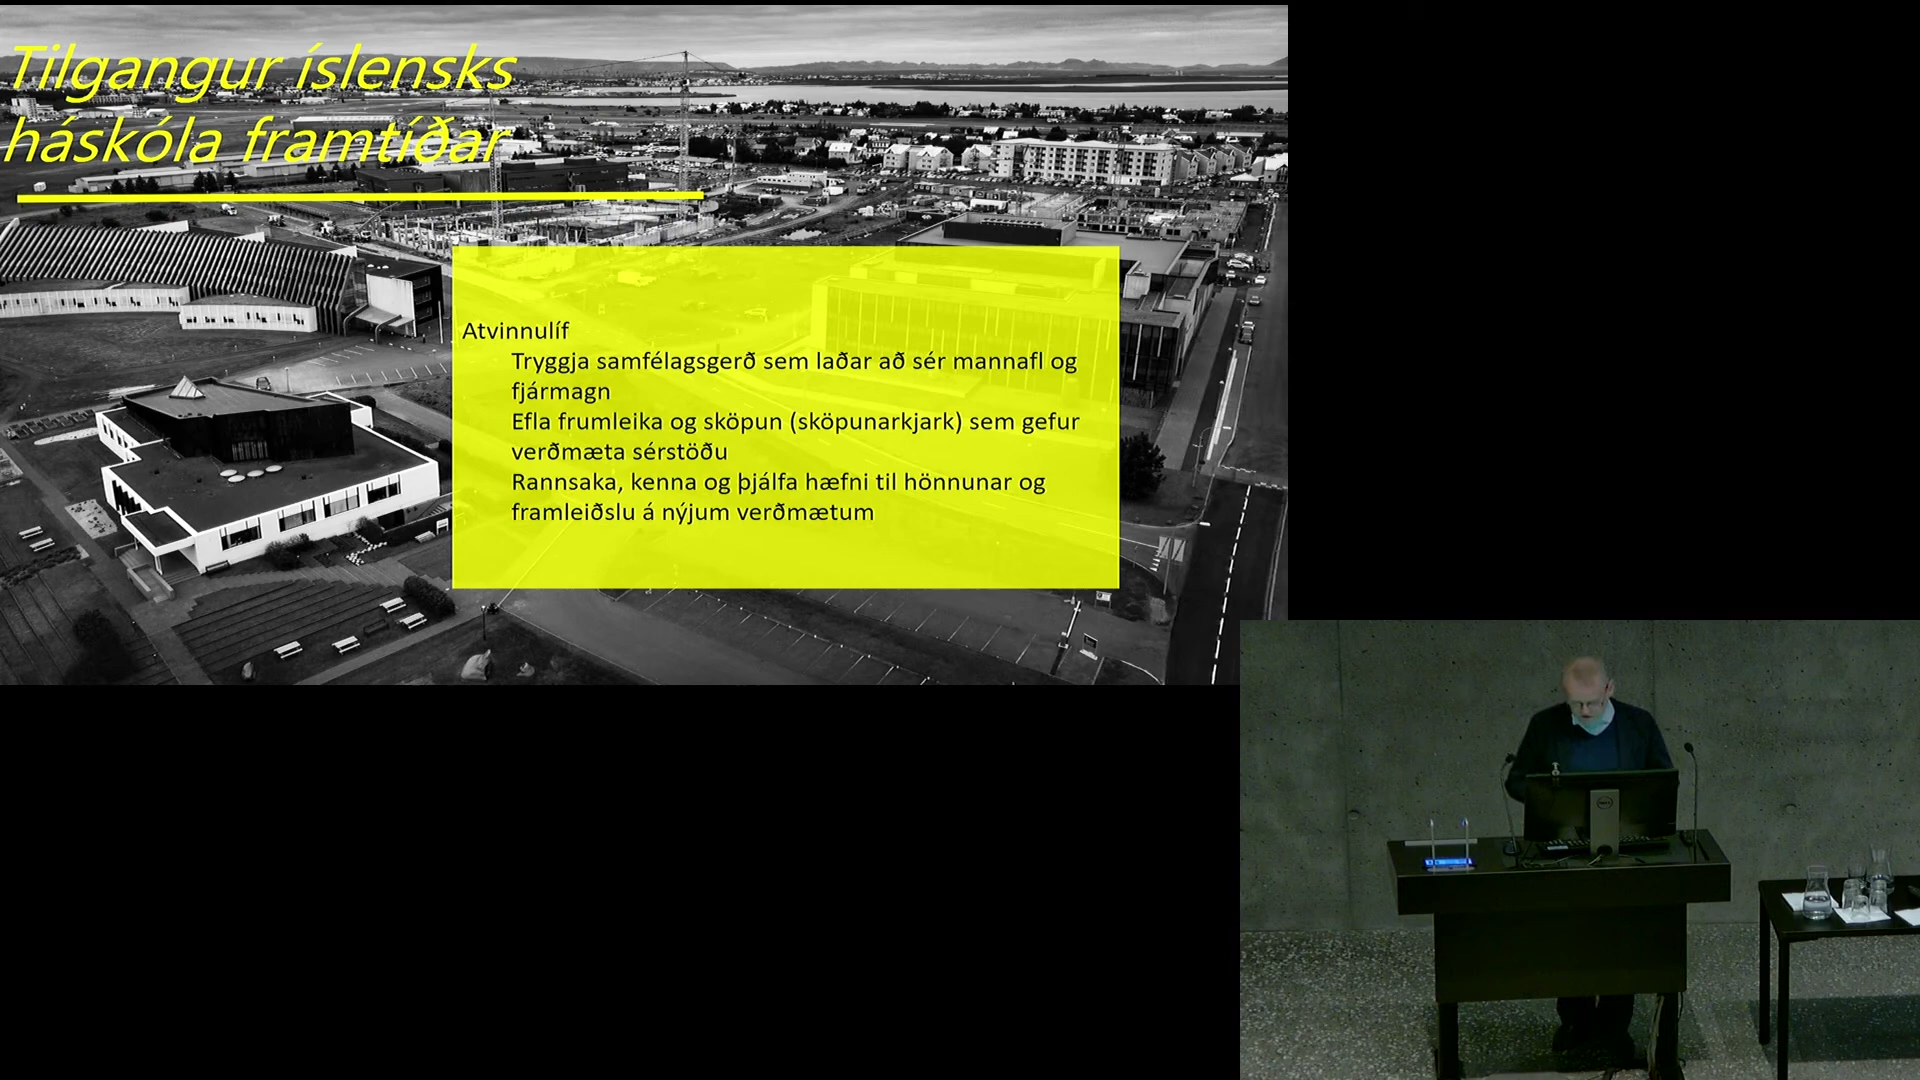 Tilgangur íslensks
háskóla framtíðar
Atvinnulíf
Tryggja samfélagsgerð sem laðar að sér mannafl og
fjármagn
Efla frumleika og sköpun (sköpunarkjark) sem gefur
verðmæta sérstöðu
Rannsaka, kenna og þjálfa hæfni til hönnunar og
framleiðslu á nýjum verðmætum
DELL